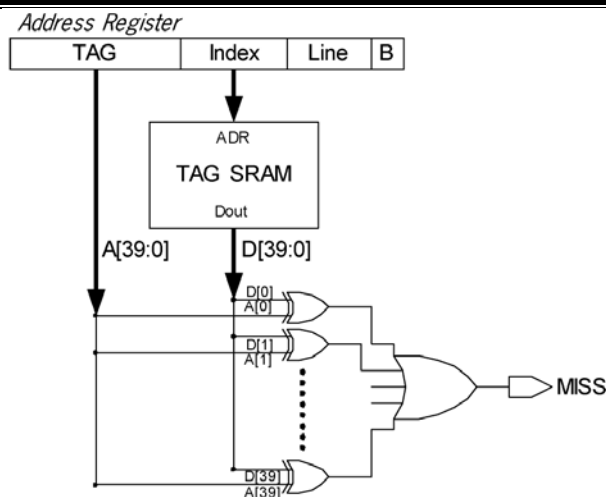 Address Register
TAG Index Line B
ADR
TAG SRAM
Dout
A[39:0] D[39:0]
D[0]
A[0]
D[1]
A[1]
MISS
D[39]
A[39]